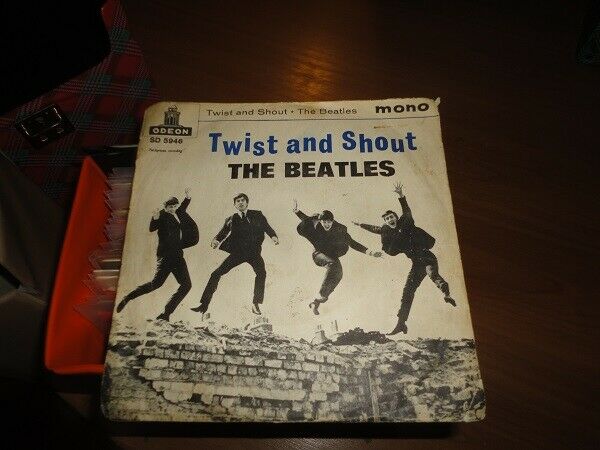 Twist and Shout • The Beatles mono
ODEON
SD 5946
Twist and Shout
THE BEATLES